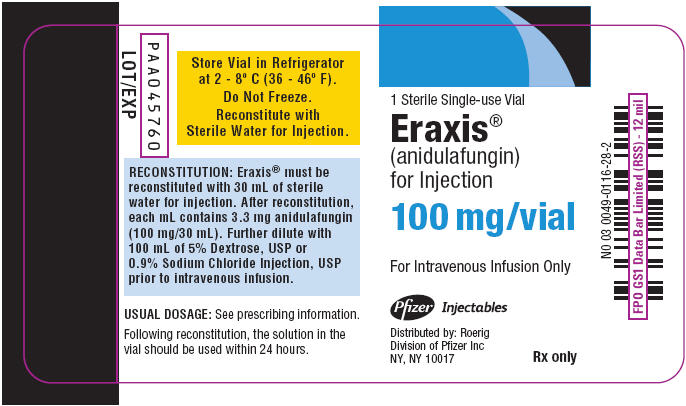 LOT/EXP
PAA045760
Store Vial in Refrigerator
at 2 - 8º C (36 - 46º F).
Do Not Freeze.
Reconstitute with
Sterile Water for Injection.
RECONSTITUTION: Eraxis® must be
reconstituted with 30 mL of sterile
water for injection. After reconstitution,
each mL contains 3.3 mg anidulafungin
(100 mg/30 mL). Further dilute with
100 mL of 5% Dextrose, USP or
0.9% Sodium Chloride Injection, USP
prior to intravenous infusion.
USUAL DOSAGE: See prescribing information.
Following reconstitution, the solution in the
vial should be used within 24 hours.
1 Sterile Single-use Vial
Eraxis®
(anidulafungin)
for Injection
100 mg/vial
For Intravenous Infusion Only
Pfizer Injectables
Distributed by: Roerig
Division of Pfizer Inc
NY, NY 10017
Rx only
N0 03 0049-0116-28-2
FPO GS1 Data Bar Limited (RSS) - 12 mil